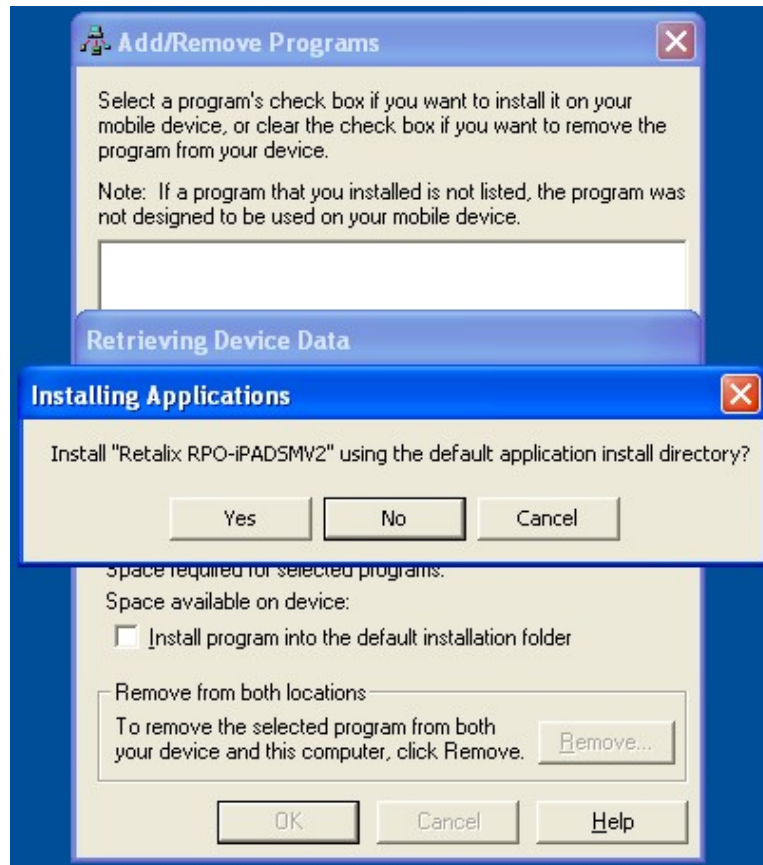 Add/Remove Programs
Select a program's check box if you want to install it on your
mobile device, or clear the check box if you want to remove the
program from your device.
Note: If a program that you installed is not listed, the program was
not designed to be used on your mobile device.
Retrieving Device Data
Installing Applications
Install "Retalix RPO-iPADSMV2" using the default application install directory?
Yes
No
Cancel
Space required for selected programs:
Space available on device:
Install program into the default installation folder
Remove from both locations
To remove the selected program from both
your device and this computer, click Remove.
Remove...
OK
Cancel
Help